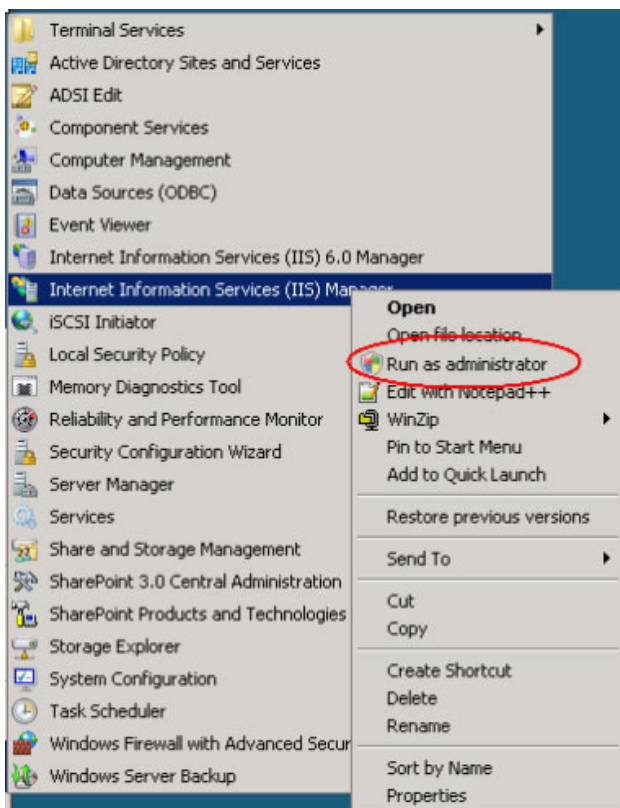 Terminal Services
Active Directory Sites and Services
ADSI Edit
Component Services
Computer Management
Data Sources (ODBC)
Event Viewer
Internet Information Services (IIS) 6.0 Manager
Internet Information Services (IIS) Manager
iSCSI Initiator
Local Security Policy
Memory Diagnostics Tool
Reliability and Performance Monitor
Security Configuration Wizard
Server Manager
Services
Share and Storage Management
SharePoint 3.0 Central Administration
SharePoint Products and Technologies
Storage Explorer
System Configuration
Task Scheduler
Windows Firewall with Advanced Secur
Windows Server Backup
Open
Open file location
Run as administrator
Edit with Notepad++
WinZip
Pin to Start Menu
Add to Quick Launch
Restore previous versions
Send To
Cut
Copy
Create Shortcut
Delete
Rename
Sort by Name
Properties